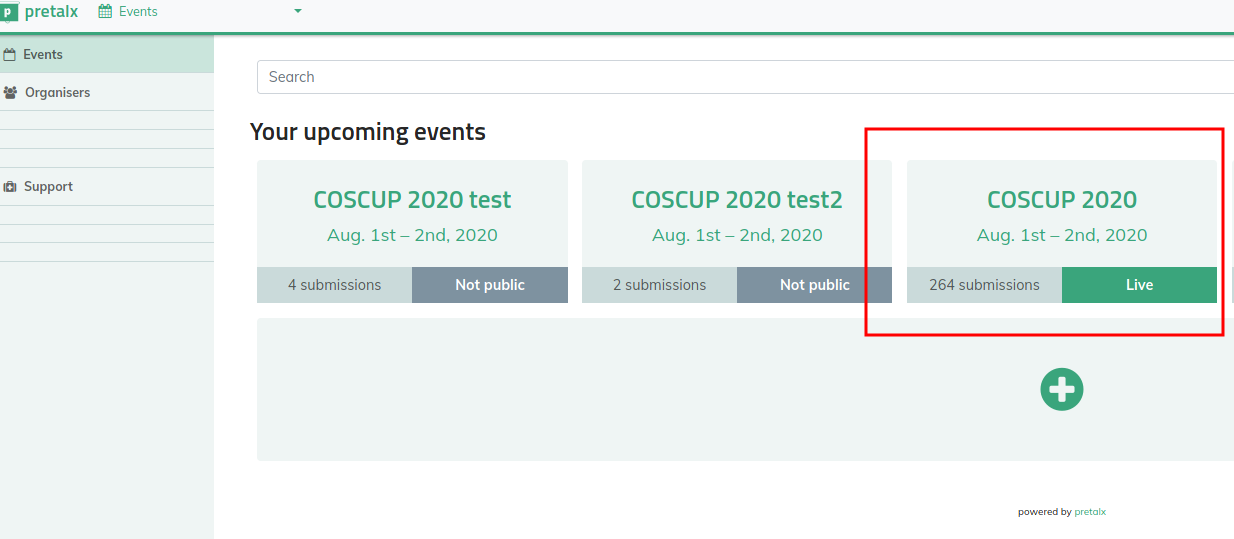 p pretalx Events
Events
Organisers
Support
Search
Your upcoming events
COSCUP 2020 test
Aug. 1st – 2nd, 2020
4 submissions Not public
COSCUP 2020 test2
Aug. 1st – 2nd, 2020
2 submissions Not public
COSCUP 2020
Aug. 1st – 2nd, 2020
264 submissions Live
powered by pretalx